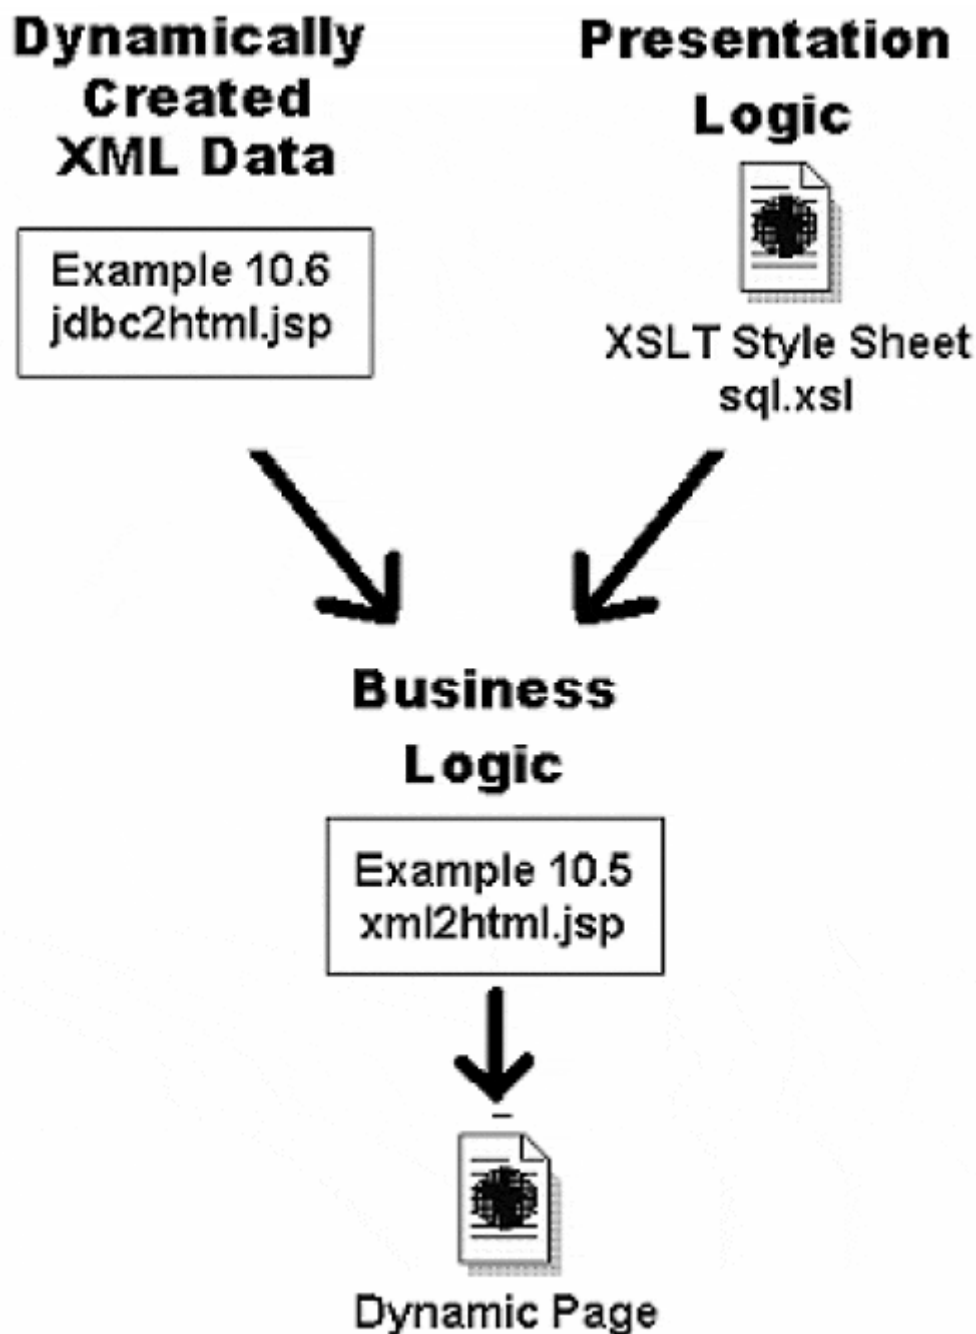 Dynamically
Created
XML Data
Example 10.6
jdbc2html.jsp
Presentation
Logic
XSLT Style Sheet
sql.xsl
Business
Logic
Example 10.5
xml2html.jsp
Dynamic Page